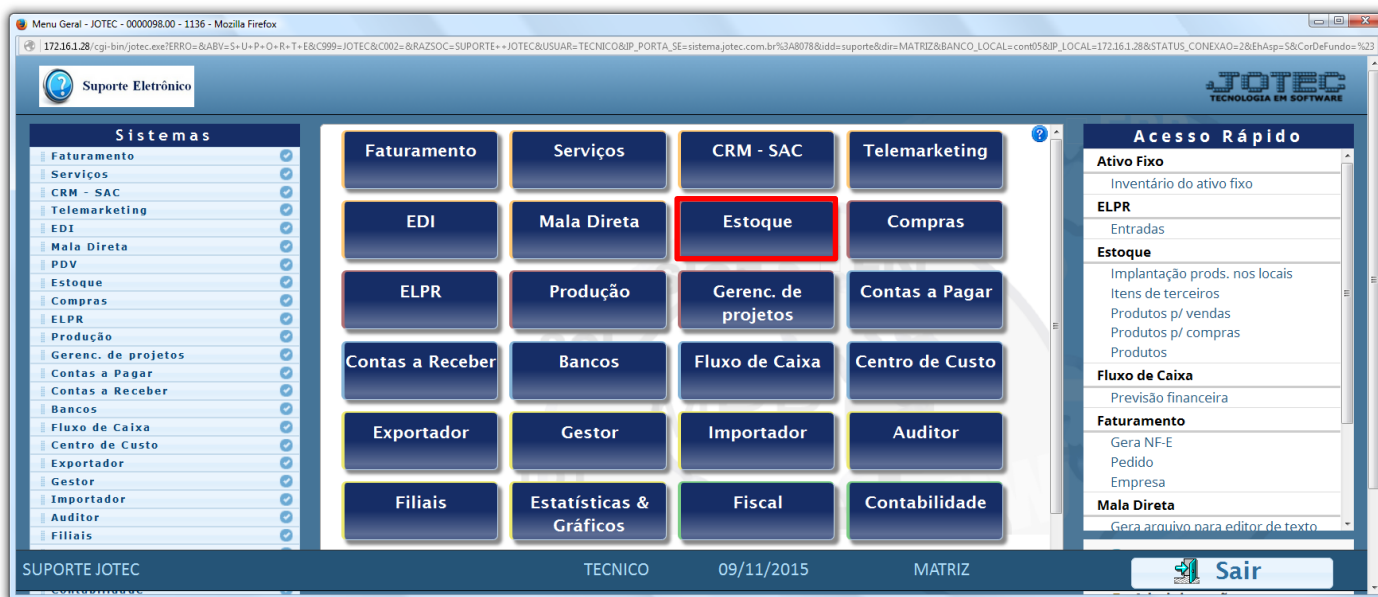 Menu Geral - JOTEC - 0000098.00 - 1136 - Mozilla Firefox
172.16.1.28/cgi-bin/jotec.exe?ERRO=&ABV=S+U+P+O+R+T+E&C999=JOTEC&C002=&RAZSOC=SUPORTE++JOTEC&USUAR=TECNICO&IP_PORTA_SE=sistema.jotec.com.br%3A8078&idd=suporte&dir=MATRIZ&BANCO_LOCAL=cont05&IP_LOCAL=172.16.1.28&STATUS_CONEXAO=2&EhAsp=S&CorDeFundo=%23
Suporte Eletrônico
JOTEC
TECNOLOGIA EM SOFTWARE
Sistemas
Faturamento
Serviços
CRM - SAC
Telemarketing
EDI
Mala Direta
PDV
Estoque
Compras
ELPR
Produção
Gerenc. de projetos
Contas a Pagar
Contas a Receber
Bancos
Fluxo de Caixa
Centro de Custo
Exportador
Gestor
Importador
Auditor
Filiais
Faturamento
Serviços
CRM - SAC
Telemarketing
EDI
Mala Direta
Estoque
Compras
ELPR
Produção
Gerenc. de
projetos
Contas a Pagar
Contas a Receber
Bancos
Fluxo de Caixa
Centro de Custo
Exportador
Gestor
Importador
Auditor
Filiais
Estatísticas &
Gráficos
Fiscal
Contabilidade
Acesso Rápido
Ativo Fixo
Inventário do ativo fixo
ELPR
Entradas
Estoque
Implantação prods. nos locais
Itens de terceiros
Produtos p/ vendas
Produtos p/ compras
Produtos
Fluxo de Caixa
Previsão financeira
Faturamento
Gera NF-E
Pedido
Empresa
Mala Direta
Gera arquivo para editor de texto
SUPORTE JOTEC
TECNICO
09/11/2015
MATRIZ
Sair